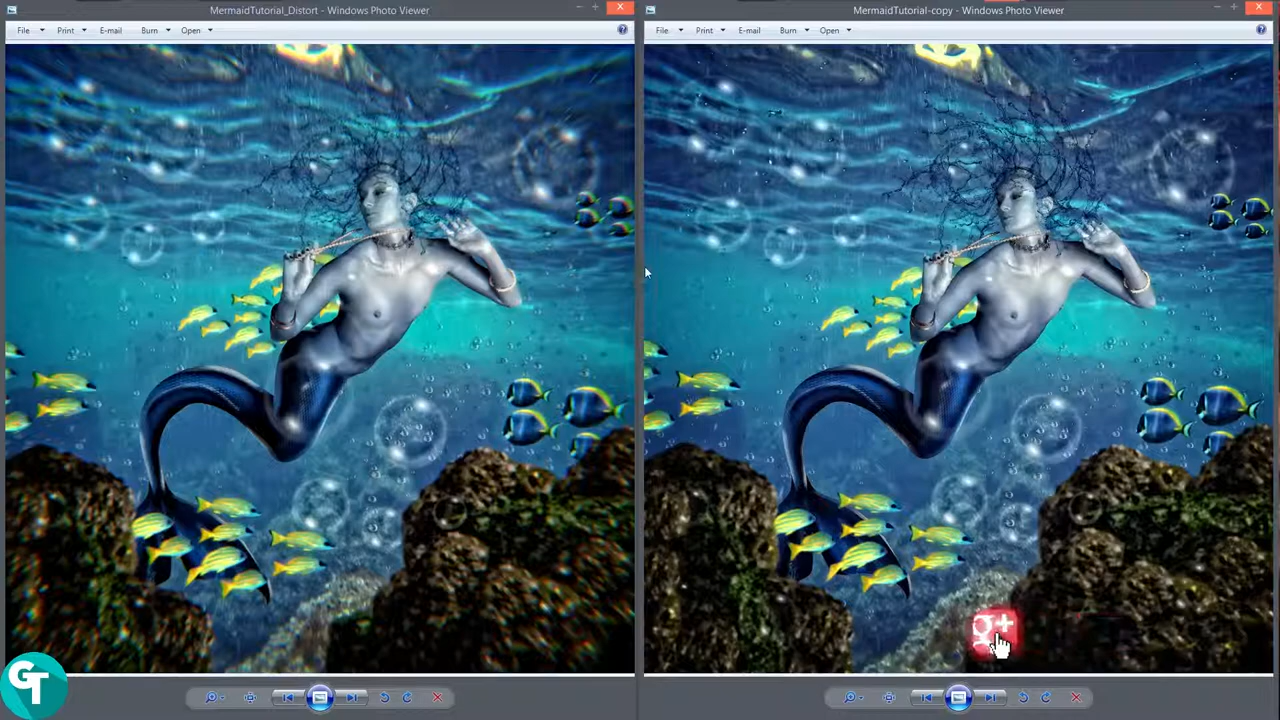 MermaidTutorial_Distort - Windows Photo Viewer
File Print E-mail Burn Open
MermaidTutorial-copy - Windows Photo Viewer
File Print E-mail Burn Open
g+
GT